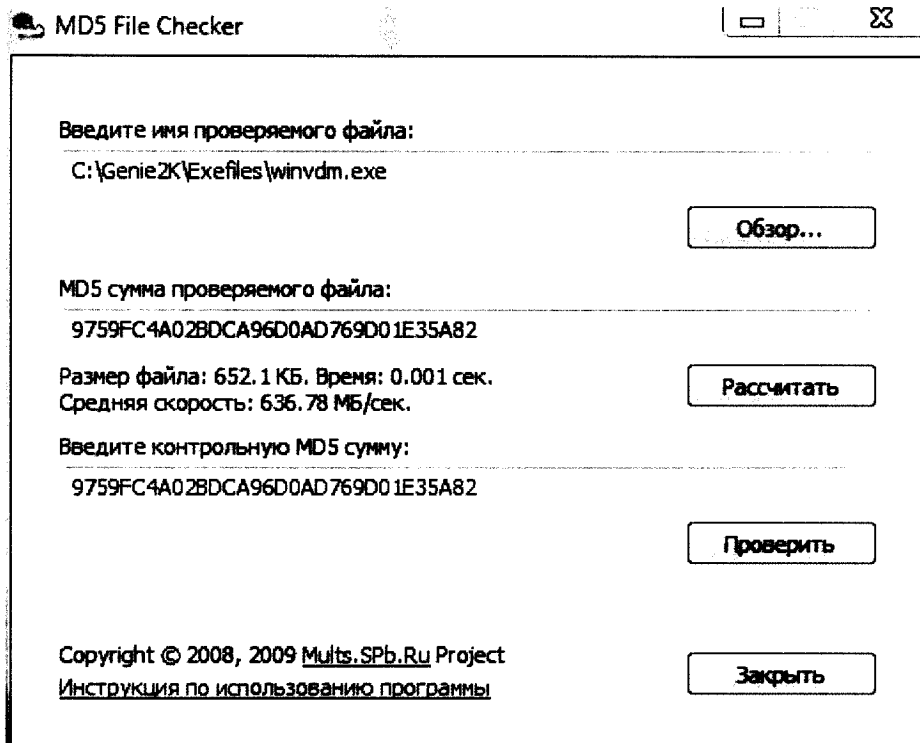 MD5 File Checker
Введите имя проверяемого файла:
C:\Genie2K\Exefiles\winvdm.exe
Обзор...
MD5 сумма проверяемого файла:
9759FC4A02BDCA96D0AD769D01E35A82
Размер файла: 652.1 КБ. Время: 0.001 сек.
Средняя скорость: 636.78 МБ/сек.
Рассчитать
Введите контрольную MD5 сумму:
9759FC4A02BDCA96D0AD769D01E35A82
Проверить
Copyright © 2008, 2009 Mults.SPb.Ru Project
Инструкция по использованию программы
Закрыть